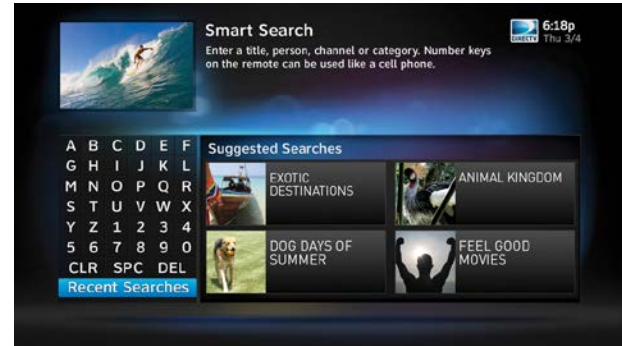 Smart Search
Enter a title, person, channel or category. Number keys
on the remote can be used like a cell phone.
DIRECTV
6:18p
Thu 3/4
A B C D E F
G H I J K L
M N O P Q R
S T U V W X
Y Z 1 2 3 4
5 6 7 8 9 0
CLR SPC DEL
Recent Searches
Suggested Searches
EXOTIC
DESTINATIONS
ANIMAL KINGDOM
DOG DAYS OF
SUMMER
FEEL GOOD
MOVIES